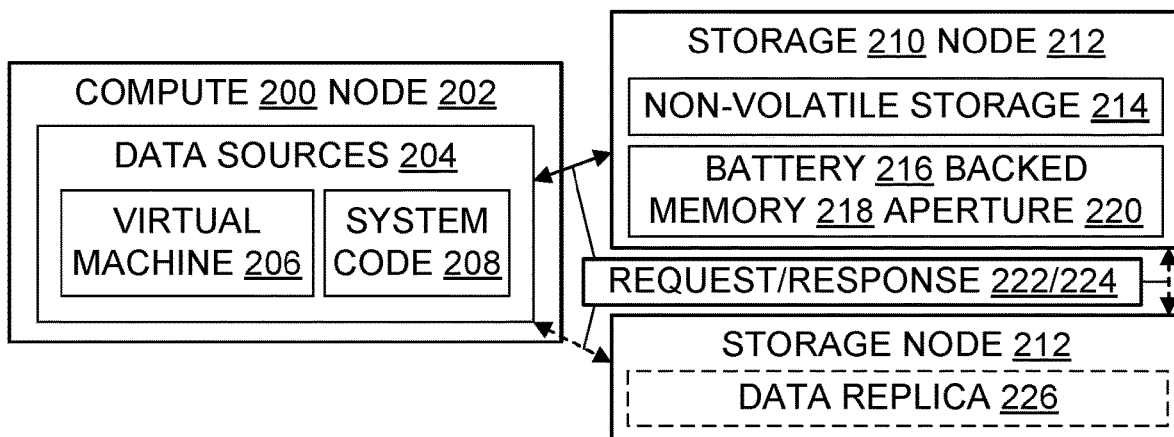 COMPUTE 200 NODE 202
DATA SOURCES 204
VIRTUAL
MACHINE 206
SYSTEM
CODE 208
STORAGE 210 NODE 212
NON-VOLATILE STORAGE 214
BATTERY 216 BACKED
MEMORY 218 APERTURE 220
REQUEST/RESPONSE 222/224
STORAGE NODE 212
DATA REPLICA 226